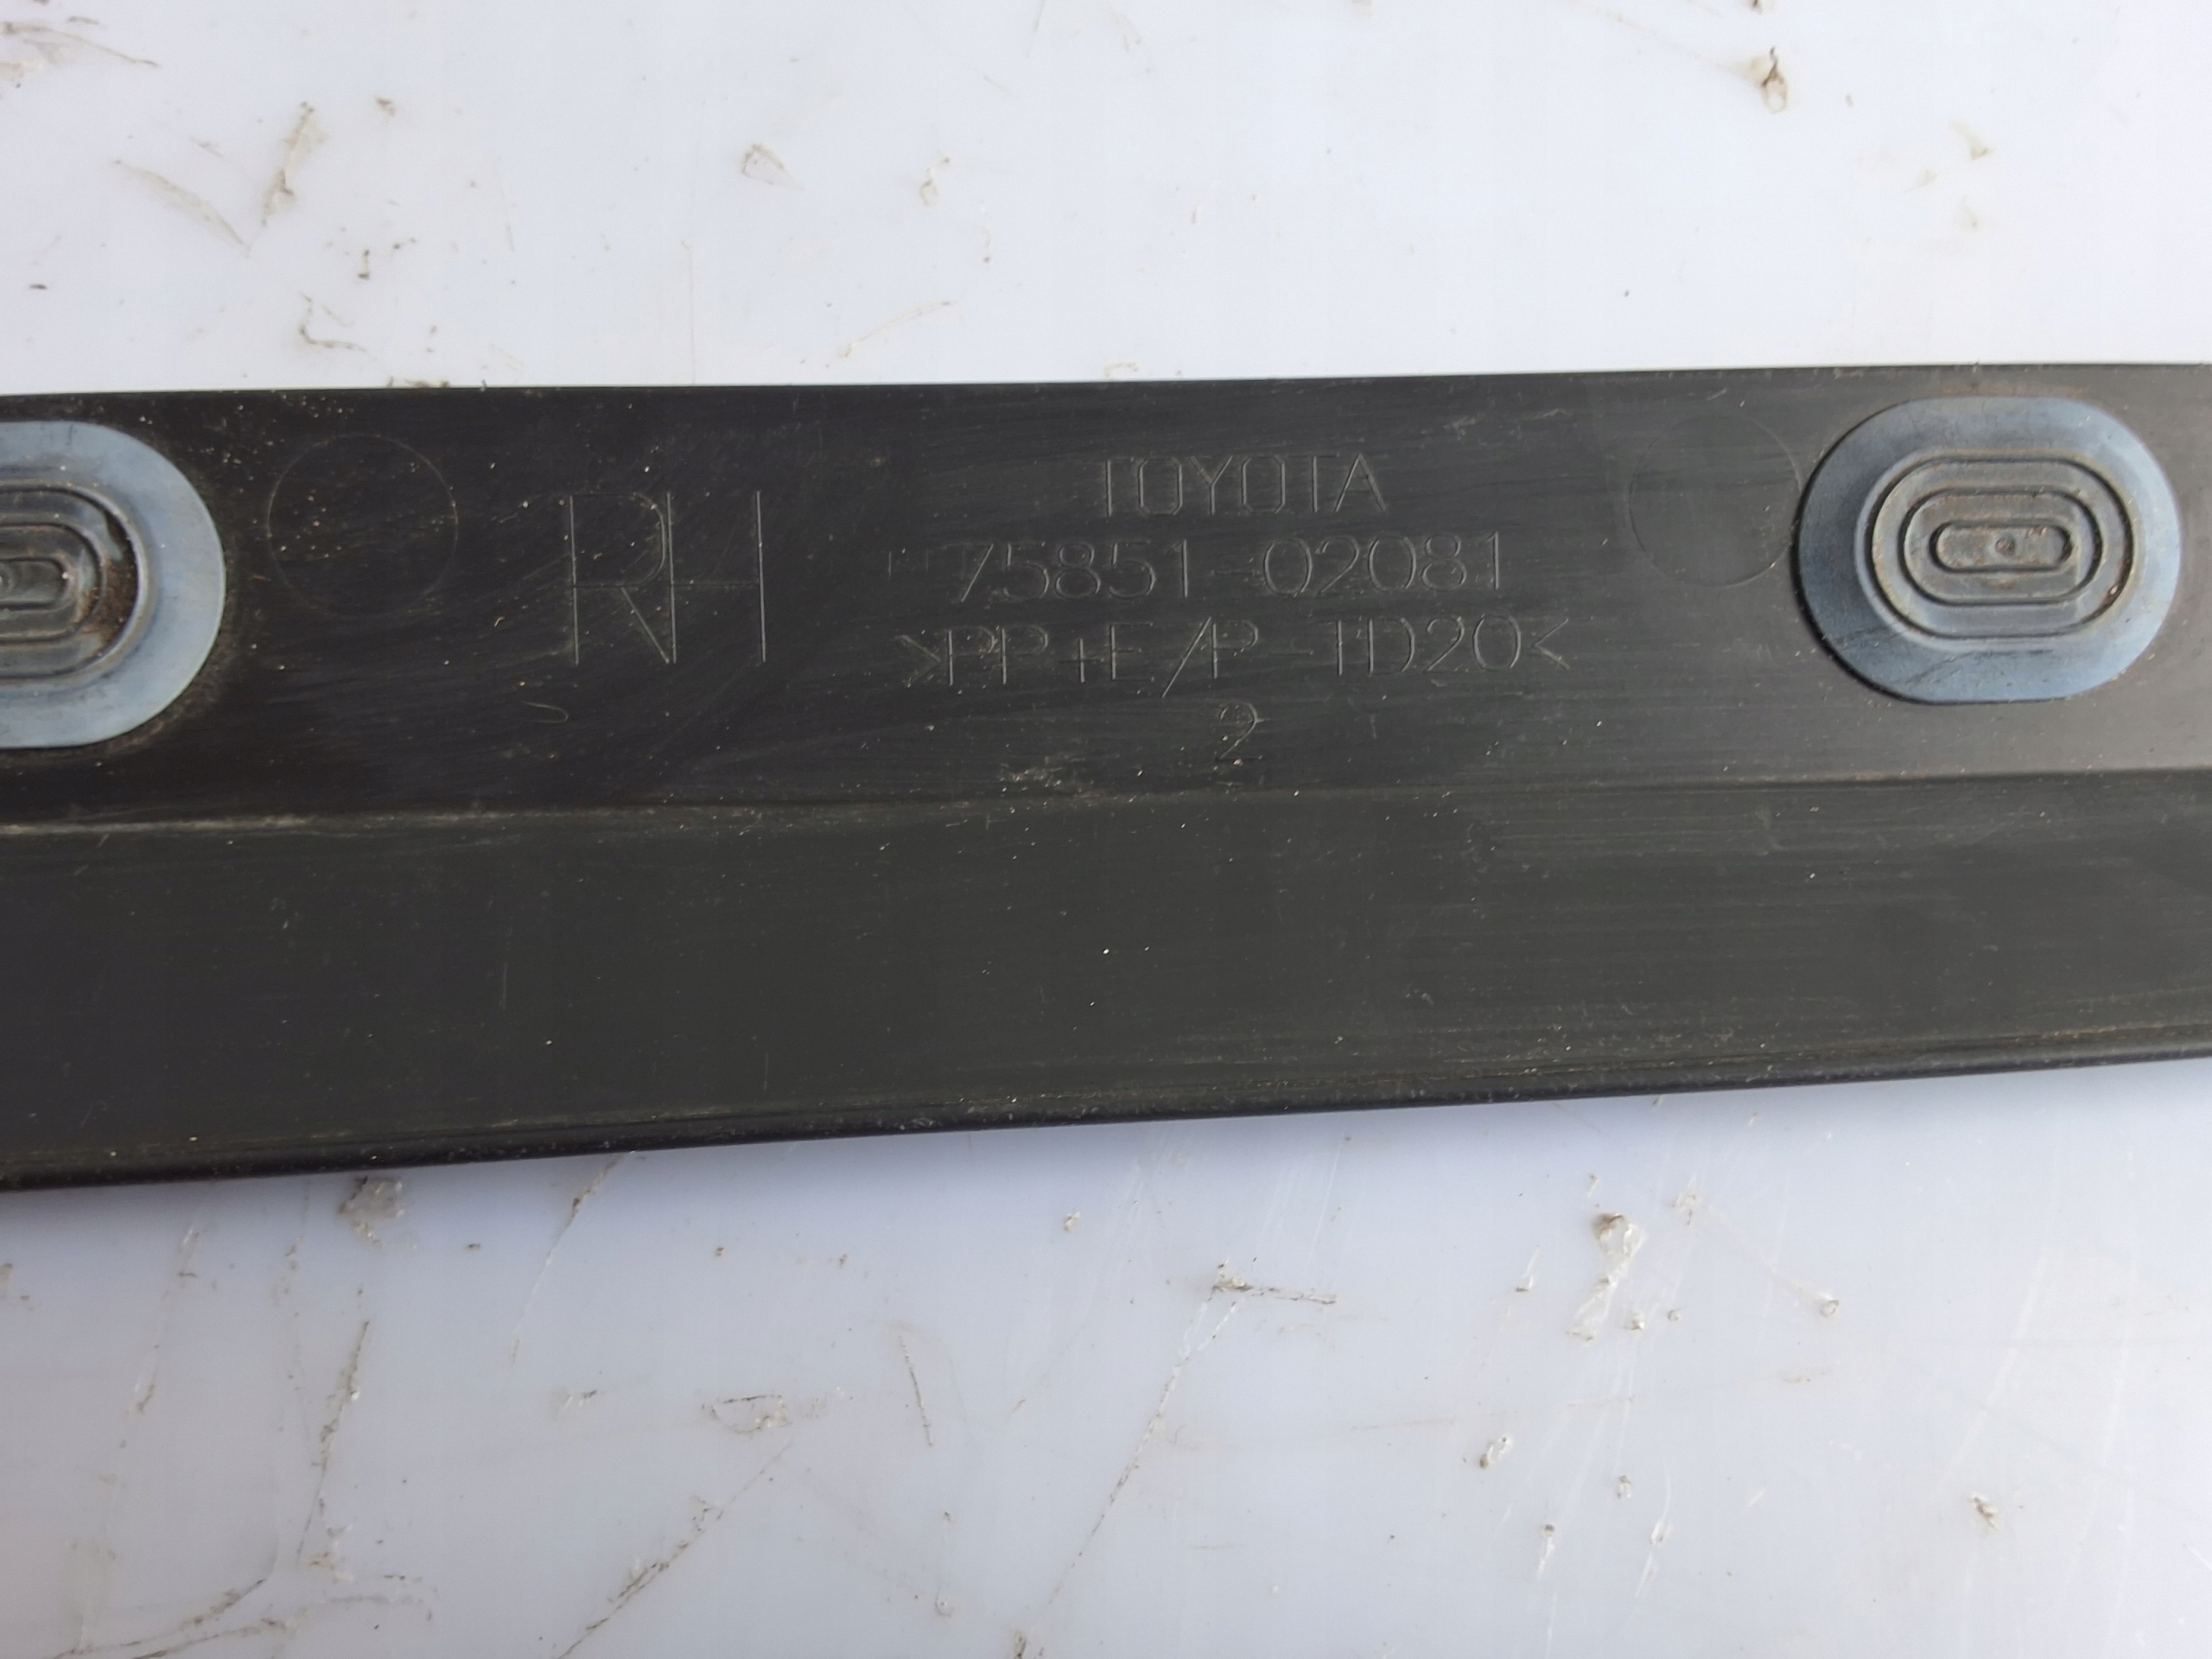 RH
TOYOTA
75851-02081
>PP+E/P-TD20<
2